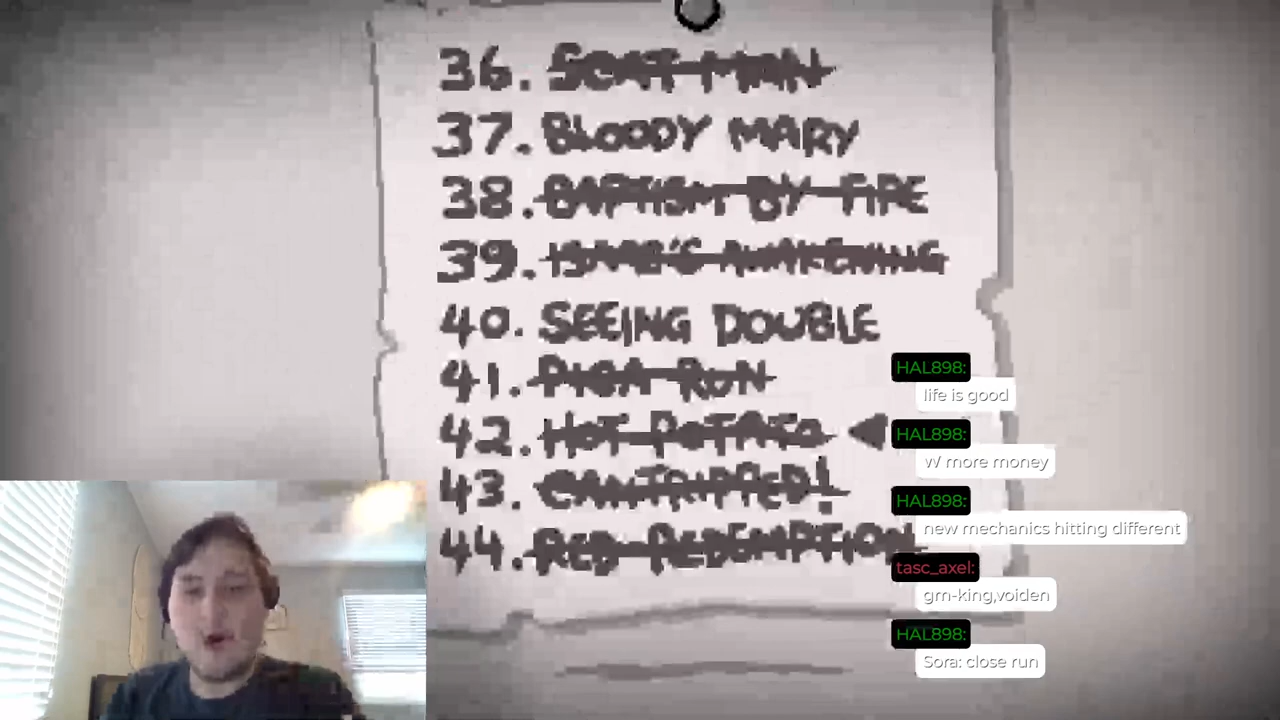 36. SCAT MAN
37. BLOODY MARY
38. BAPTISM BY FIRE
39. ISAAC'S AWAKENING
40. SEEING DOUBLE
41. PICA RUN
42. HOT POTATO
43. CANTRIPPED!
44. RED REDEMPTION
HAL898:
life is good
HAL898:
W more money
HAL898:
new mechanics hitting different
tasc_axel:
grn-king,voiden
HAL898:
Sora: close run